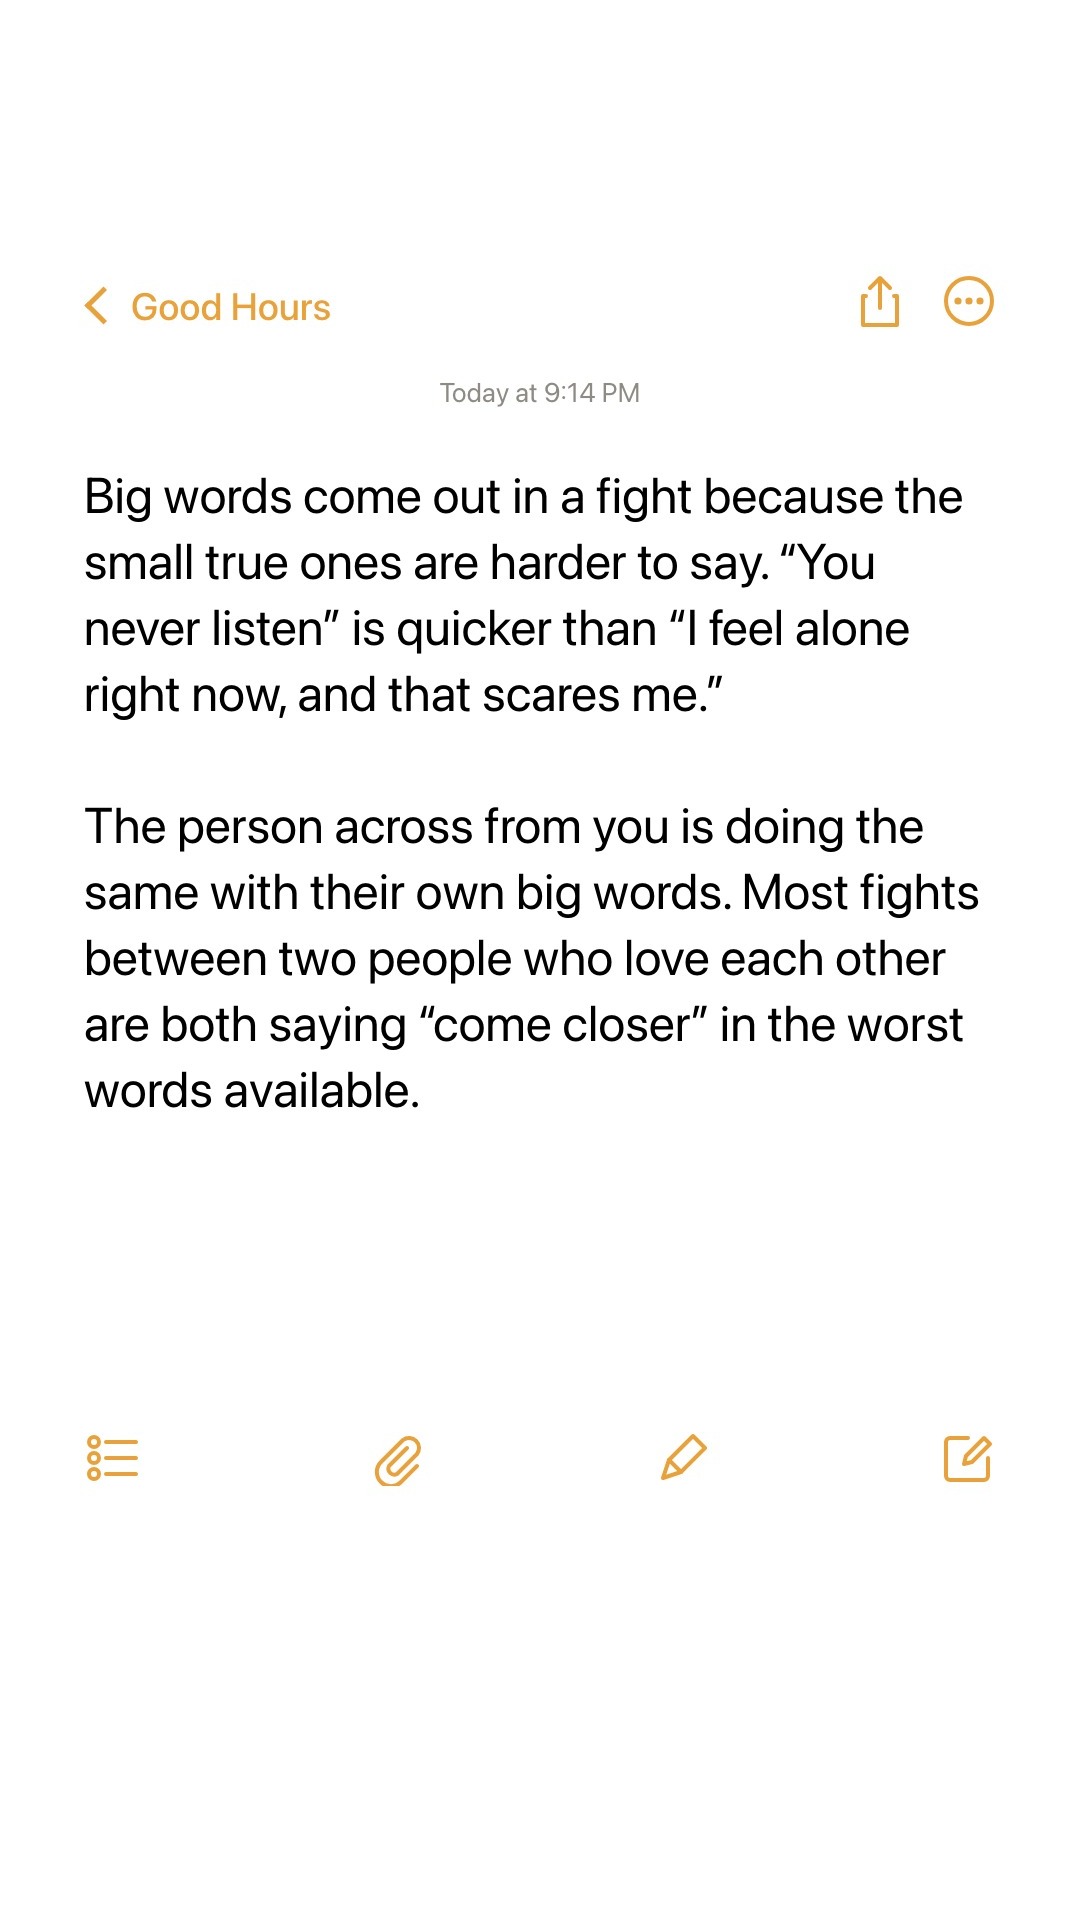 Good Hours
Today at 9:14 PM
Big words come out in a fight because the
small true ones are harder to say. “You
never listen” is quicker than “I feel alone
right now, and that scares me.”
The person across from you is doing the
same with their own big words. Most fights
between two people who love each other
are both saying “come closer” in the worst
words available.